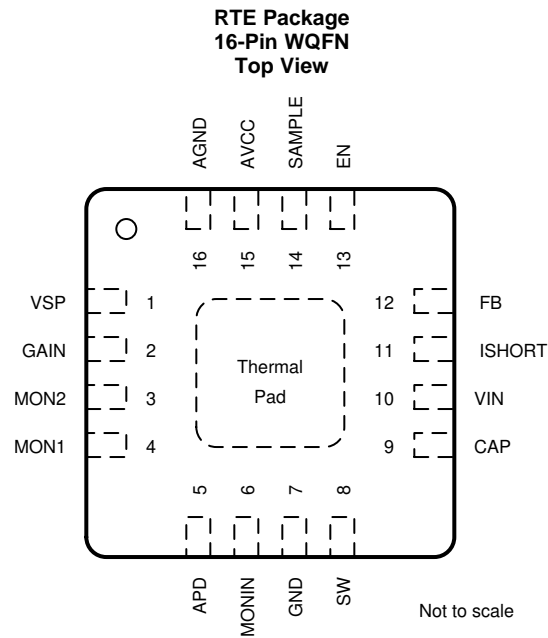 RTE Package
16-Pin WQFN
Top View
AGND
AVCC
SAMPLE
EN
16
15
14
13
VSP 1
GAIN 2
MON2 3
MON1 4
Thermal
Pad
12 FB
11 ISHORT
10 VIN
9 CAP
5
6
7
8
APD
MONIN
GND
SW
Not to scale